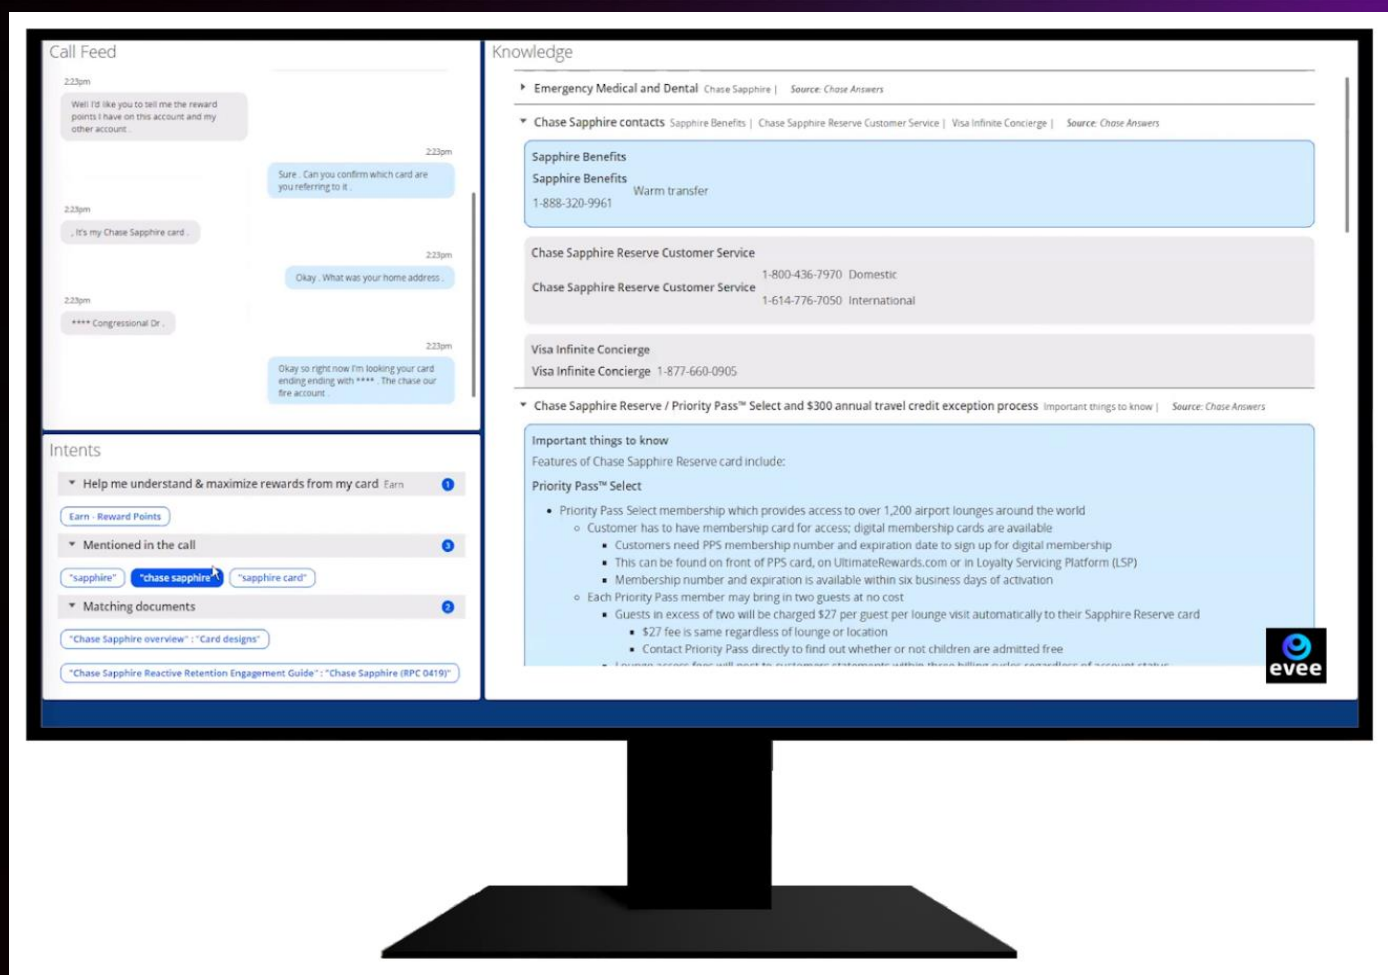 Call Feed
2:23pm
Well I'd like you to tell me the reward
points I have on this account and my
other account .
2:23pm
Sure . Can you confirm which card are
you referring to it .
2:23pm
, It's my Chase Sapphire card .
2:23pm
Okay . What was your home address .
2:23pm
**** Congressional Dr .
2:23pm
Okay so right now I'm looking your card
ending ending with **** . The chase our
fire account .
Intents
Help me understand & maximize rewards from my card Earn 1
Earn - Reward Points
Mentioned in the call 3
"sapphire" "chase sapphire" "sapphire card"
Matching documents 2
"Chase Sapphire overview" : "Card designs"
"Chase Sapphire Reactive Retention Engagement Guide" : "Chase Sapphire (RPC 0419)"
Knowledge
Emergency Medical and Dental Chase Sapphire | Source: Chase Answers
Chase Sapphire contacts Sapphire Benefits | Chase Sapphire Reserve Customer Service | Visa Infinite Concierge | Source: Chase Answers
Sapphire Benefits
Sapphire Benefits
Warm transfer
1-888-320-9961
Chase Sapphire Reserve Customer Service
1-800-436-7970 Domestic
Chase Sapphire Reserve Customer Service
1-614-776-7050 International
Visa Infinite Concierge
Visa Infinite Concierge 1-877-660-0905
Chase Sapphire Reserve / Priority Pass™ Select and $300 annual travel credit exception process Important things to know | Source: Chase Answers
Important things to know
Features of Chase Sapphire Reserve card include:
Priority Pass™ Select
Priority Pass Select membership which provides access to over 1,200 airport lounges around the world
Customer has to have membership card for access; digital membership cards are available
Customers need PPS membership number and expiration date to sign up for digital membership
This can be found on front of PPS card, on UltimateRewards.com or in Loyalty Servicing Platform (LSP)
Membership number and expiration is available within six business days of activation
Each Priority Pass member may bring in two guests at no cost
Guests in excess of two will be charged $27 per guest per lounge visit automatically to their Sapphire Reserve card
$27 fee is same regardless of lounge or location
Contact Priority Pass directly to find out whether or not children are admitted free
Lounge access fees will post to customers statements within three billing cycles regardless of account status
evee